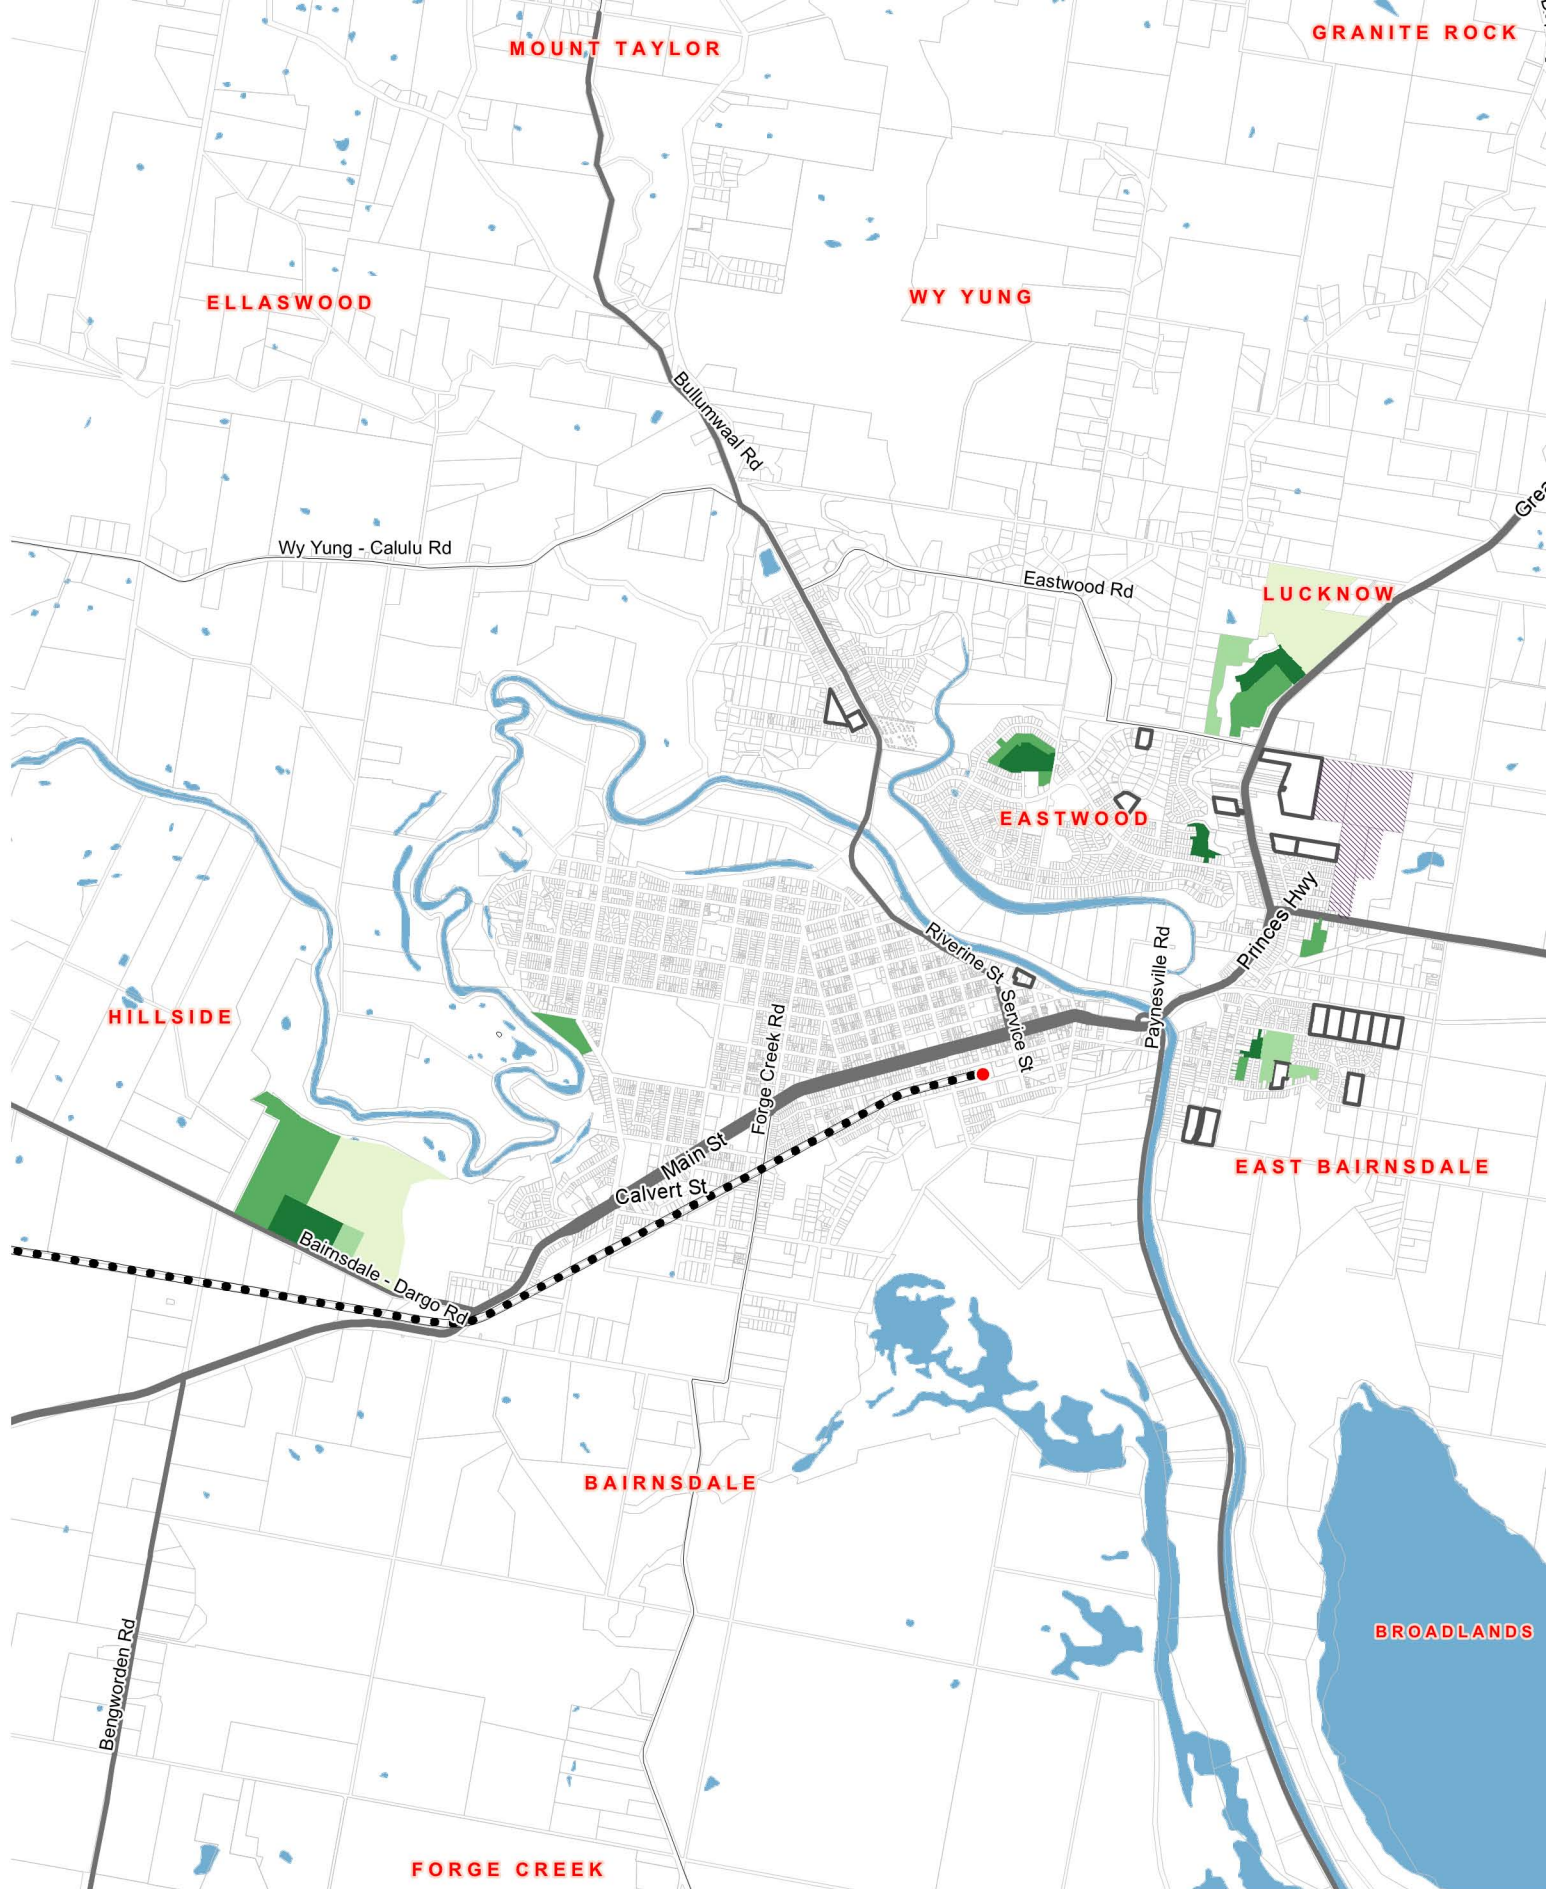 GRANITE ROCK
MOUNT TAYLOR
WY YUNG
ELLASWOOD
Bullumwaal Rd
Grea
Wy Yung - Calulu Rd
Eastwood Rd
LUCKNOW
EASTWOOD
Princes Hwy
Riverine St
Paynesville Rd
Service St
HILLSIDE
Forge Creek Rd
Main St
EAST BAIRNSDALE
Calvert St
Bairnsdale - Dargo Rd
BAIRNSDALE
BROADLANDS
Bengworden Rd
FORGE CREEK